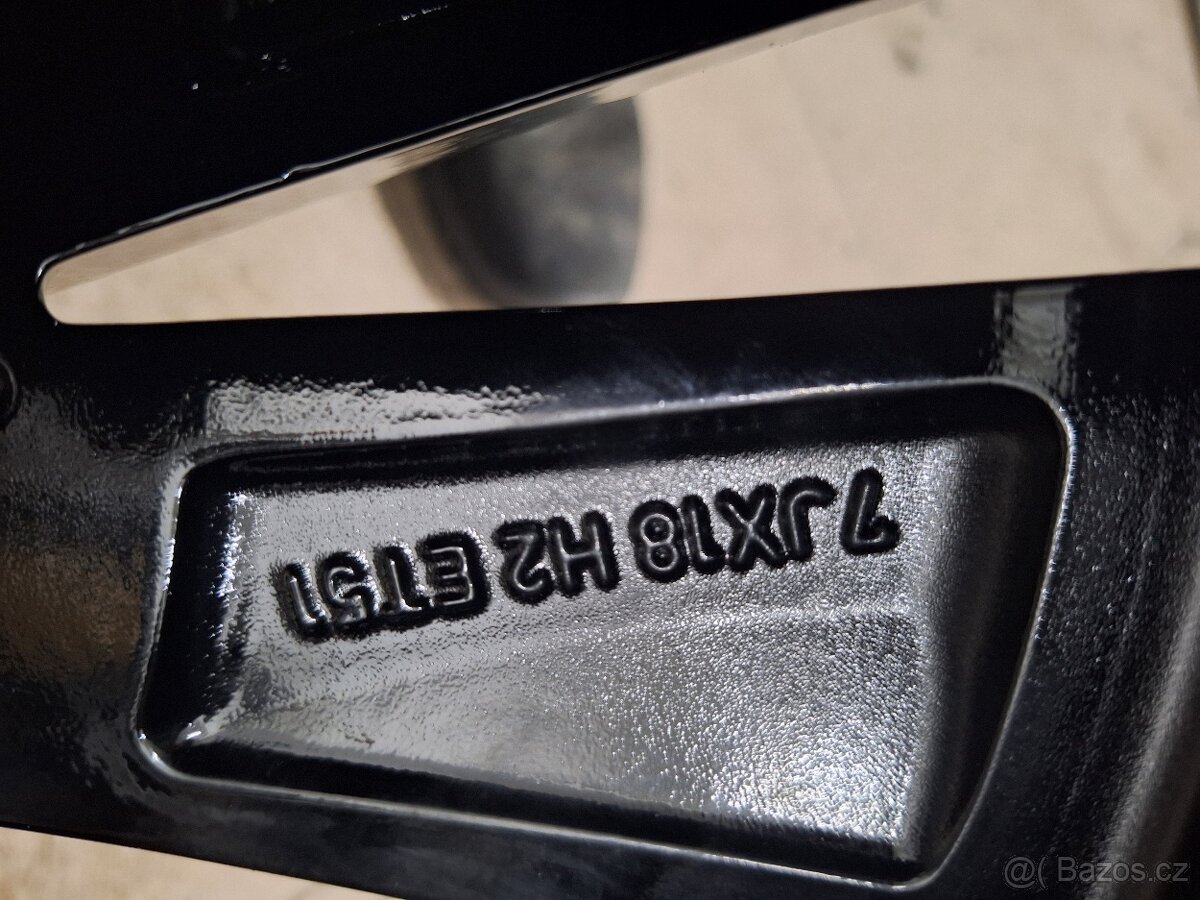 7JX18 H2 ET51
@( Bazos.cz